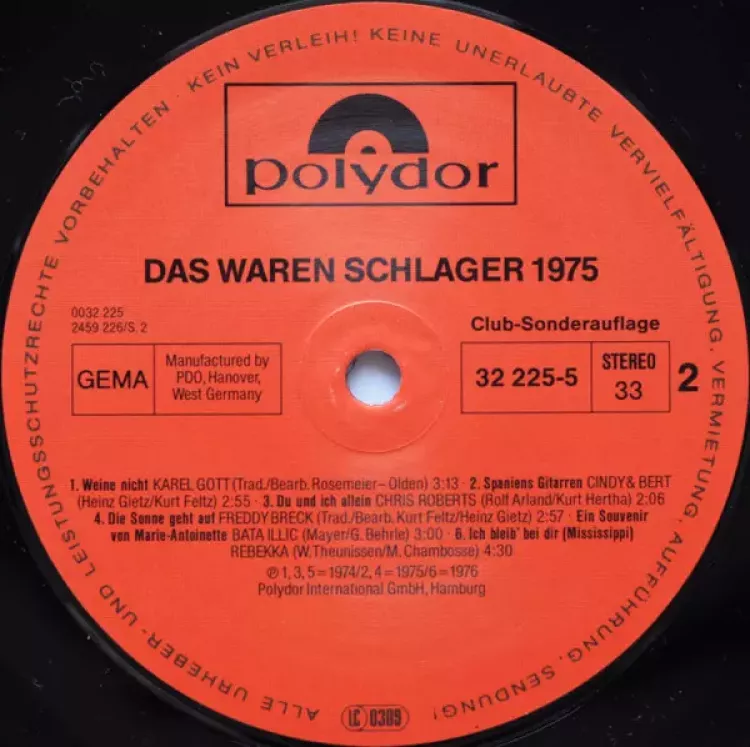 ALLE URHEBER- UND LEISTUNGSSCHUTZRECHTE VORBEHALTEN · KEIN VERLEIH! KEINE UNERLAUBTE VERVIELFÄLTIGUNG, VERMIETUNG, AUFFÜHRUNG, SENDUNG!
polydor
DAS WAREN SCHLAGER 1975
0032 225
2459 226/S. 2
GEMA
Manufactured by
PDO, Hanover,
West Germany
Club-Sonderauflage
32 225-5
STEREO
33
2
1. Weine nicht KAREL GOTT (Trad./Bearb. Rosemeier–Olden) 3:13 · 2. Spaniens Gitarren CINDY & BERT
(Heinz Gietz/Kurt Feltz) 2:55 · 3. Du und ich allein CHRIS ROBERTS (Rolf Arland/Kurt Hertha) 2:06
4. Die Sonne geht auf FREDDY BRECK (Trad./Bearb. Kurt Feltz/Heinz Gietz) 2:57 · Ein Souvenir
von Marie-Antoinette BATA ILLIC (Mayer/G. Behrle) 3:00 · 6. Ich bleib' bei dir (Mississippi)
REBEKKA (W. Theunissen/M. Chambosse) 4:30
℗ 1, 3, 5 = 1974/2, 4 = 1975/6 = 1976
Polydor International GmbH, Hamburg
LC 0309